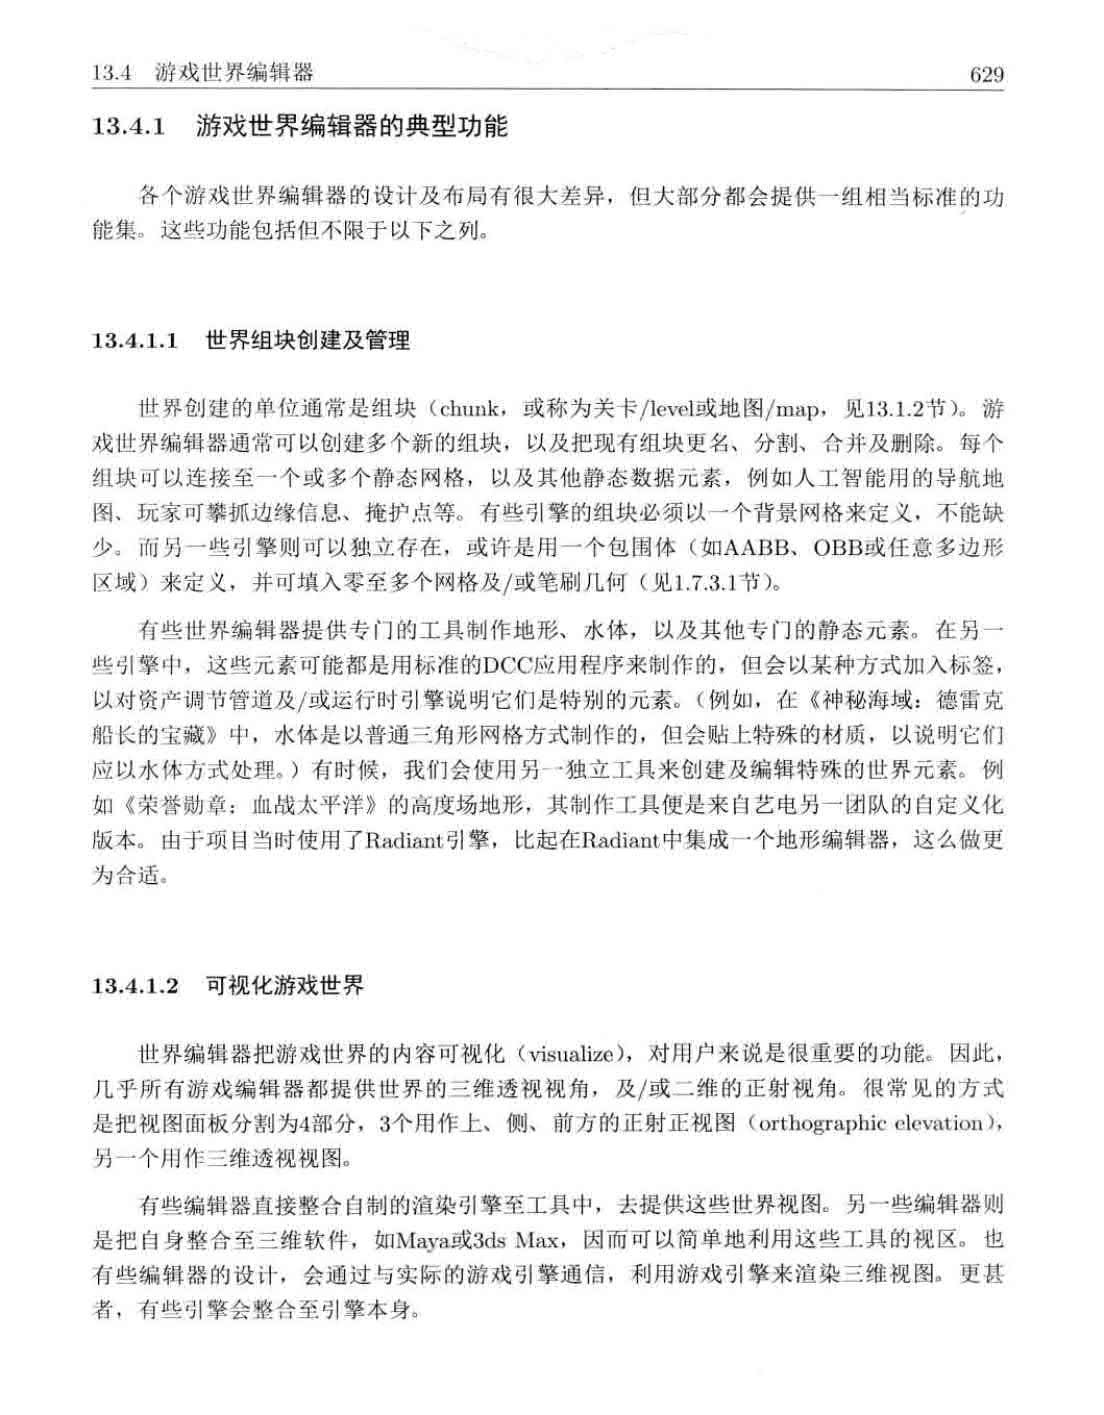 13.4 游戏世界编辑器 629
13.4.1 游戏世界编辑器的典型功能
各个游戏世界编辑器的设计及布局有很大差异，但大部分都会提供一组相当标准的功
能集。这些功能包括但不限于以下之列。
13.4.1.1 世界组块创建及管理
世界创建的单位通常是组块（chunk，或称为关卡/level或地图/map，见13.1.2节）。游
戏世界编辑器通常可以创建多个新的组块，以及把现有组块更名、分割、合并及删除。每个
组块可以连接至一个或多个静态网格，以及其他静态数据元素，例如人工智能用的导航地
图、玩家可攀抓边缘信息、掩护点等。有些引擎的组块必须以一个背景网格来定义，不能缺
少。而另一些引擎则可以独立存在，或许是用一个包围体（如AABB、OBB或任意多边形
区域）来定义，并可填入零至多个网格及/或笔刷几何（见1.7.3.1节）。
有些世界编辑器提供专门的工具制作地形、水体，以及其他专门的静态元素。在另一
些引擎中，这些元素可能都是用标准的DCC应用程序来制作的，但会以某种方式加入标签，
以对资产调节管道及/或运行时引擎说明它们是特别的元素。（例如，在《神秘海域：德雷克
船长的宝藏》中，水体是以普通三角形网格方式制作的，但会贴上特殊的材质，以说明它们
应以水体方式处理。）有时候，我们会使用另一独立工具来创建及编辑特殊的世界元素。例
如《荣誉勋章：血战太平洋》的高度场地形，其制作工具便是来自艺电另一团队的自定义化
版本。由于项目当时使用了Radiant引擎，比起在Radiant中集成一个地形编辑器，这么做更
为合适。
13.4.1.2 可视化游戏世界
世界编辑器把游戏世界的内容可视化（visualize），对用户来说是很重要的功能。因此，
几乎所有游戏编辑器都提供世界的三维透视视角，及/或二维的正射视角。很常见的方式
是把视图面板分割为4部分，3个用作上、侧、前方的正射正视图（orthographic elevation），
另一个用作三维透视视图。
有些编辑器直接整合自制的渲染引擎至工具中，去提供这些世界视图。另一些编辑器则
是把自身整合至三维软件，如Maya或3ds Max，因而可以简单地利用这些工具的视区。也
有些编辑器的设计，会通过与实际的游戏引擎通信，利用游戏引擎来渲染三维视图。更甚
者，有些引擎会整合至引擎本身。